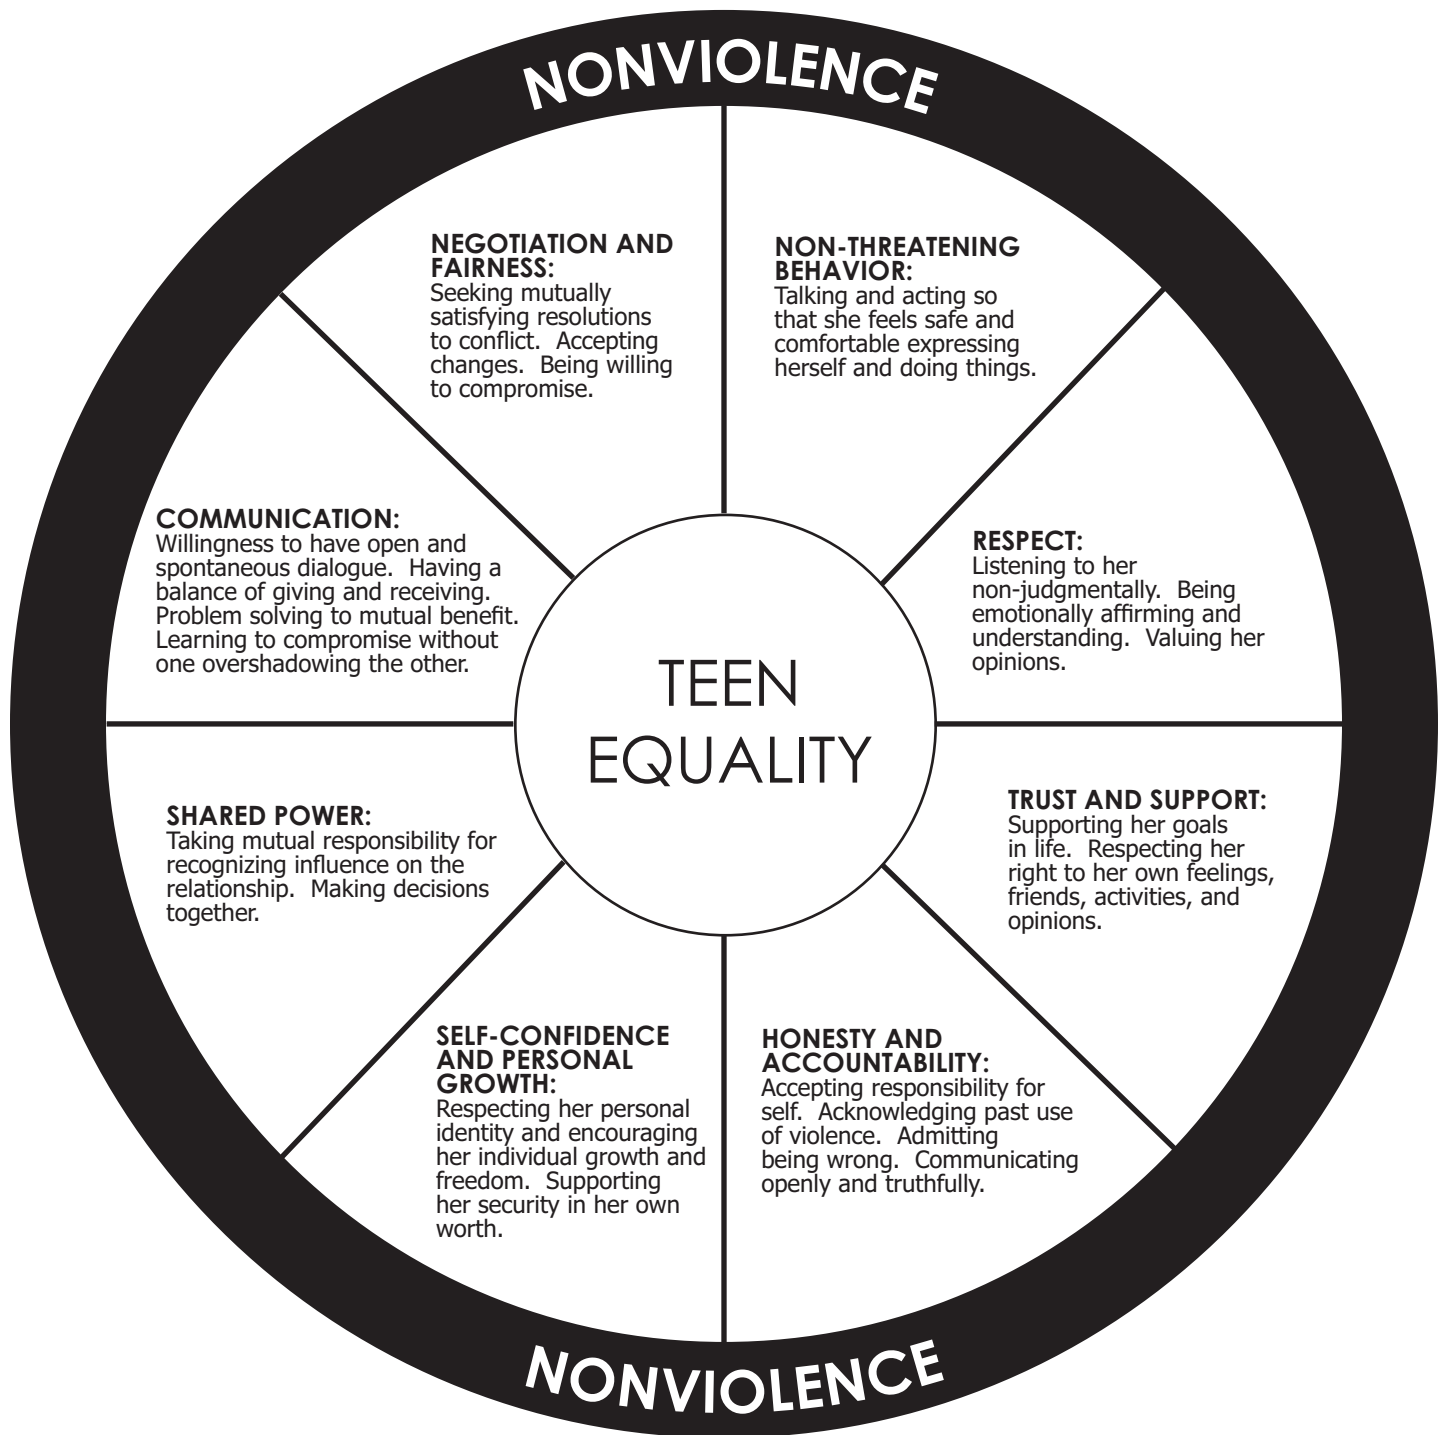 NONVIOLENCE
NEGOTIATION AND
FAIRNESS:
Seeking mutually
satisfying resolutions
to conflict.  Accepting
changes.  Being willing
to compromise.
NON-THREATENING
BEHAVIOR:
Talking and acting so
that she feels safe and
comfortable expressing
herself and doing things.
COMMUNICATION:
Willingness to have open and
spontaneous dialogue.  Having a
balance of giving and receiving.
Problem solving to mutual benefit.
Learning to compromise without
one overshadowing the other.
RESPECT:
Listening to her
non-judgmentally.  Being
emotionally affirming and
understanding.  Valuing her
opinions.
TEEN
EQUALITY
SHARED POWER:
Taking mutual responsibility for
recognizing influence on the
relationship.  Making decisions
together.
TRUST AND SUPPORT:
Supporting her goals
in life.  Respecting her
right to her own feelings,
friends, activities, and
opinions.
SELF-CONFIDENCE
AND PERSONAL
GROWTH:
Respecting her personal
identity and encouraging
her individual growth and
freedom.  Supporting
her security in her own
worth.
HONESTY AND
ACCOUNTABILITY:
Accepting responsibility for
self.  Acknowledging past use
of violence.  Admitting
being wrong.  Communicating
openly and truthfully.
NONVIOLENCE